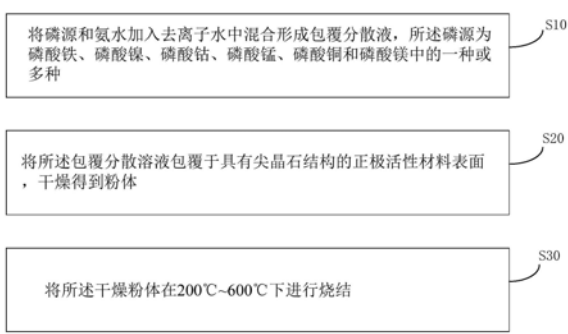 S10
将磷源和氨水加入去离子水中混合形成包覆分散液，所述磷源为
磷酸铁、磷酸镍、磷酸钴、磷酸锰、磷酸铜和磷酸镁中的一种或
多种
S20
将所述包覆分散溶液包覆于具有尖晶石结构的正极活性材料表面
，干燥得到粉体
S30
将所述干燥粉体在200℃~600℃下进行烧结